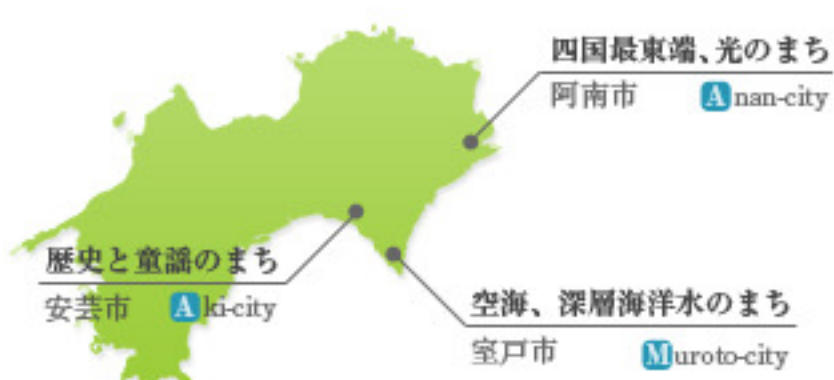 四国最東端、光のまち
阿南市 Anan-city
歴史と童謡のまち
安芸市 Aki-city
空海、深層海洋水のまち
室戸市 Muroto-city